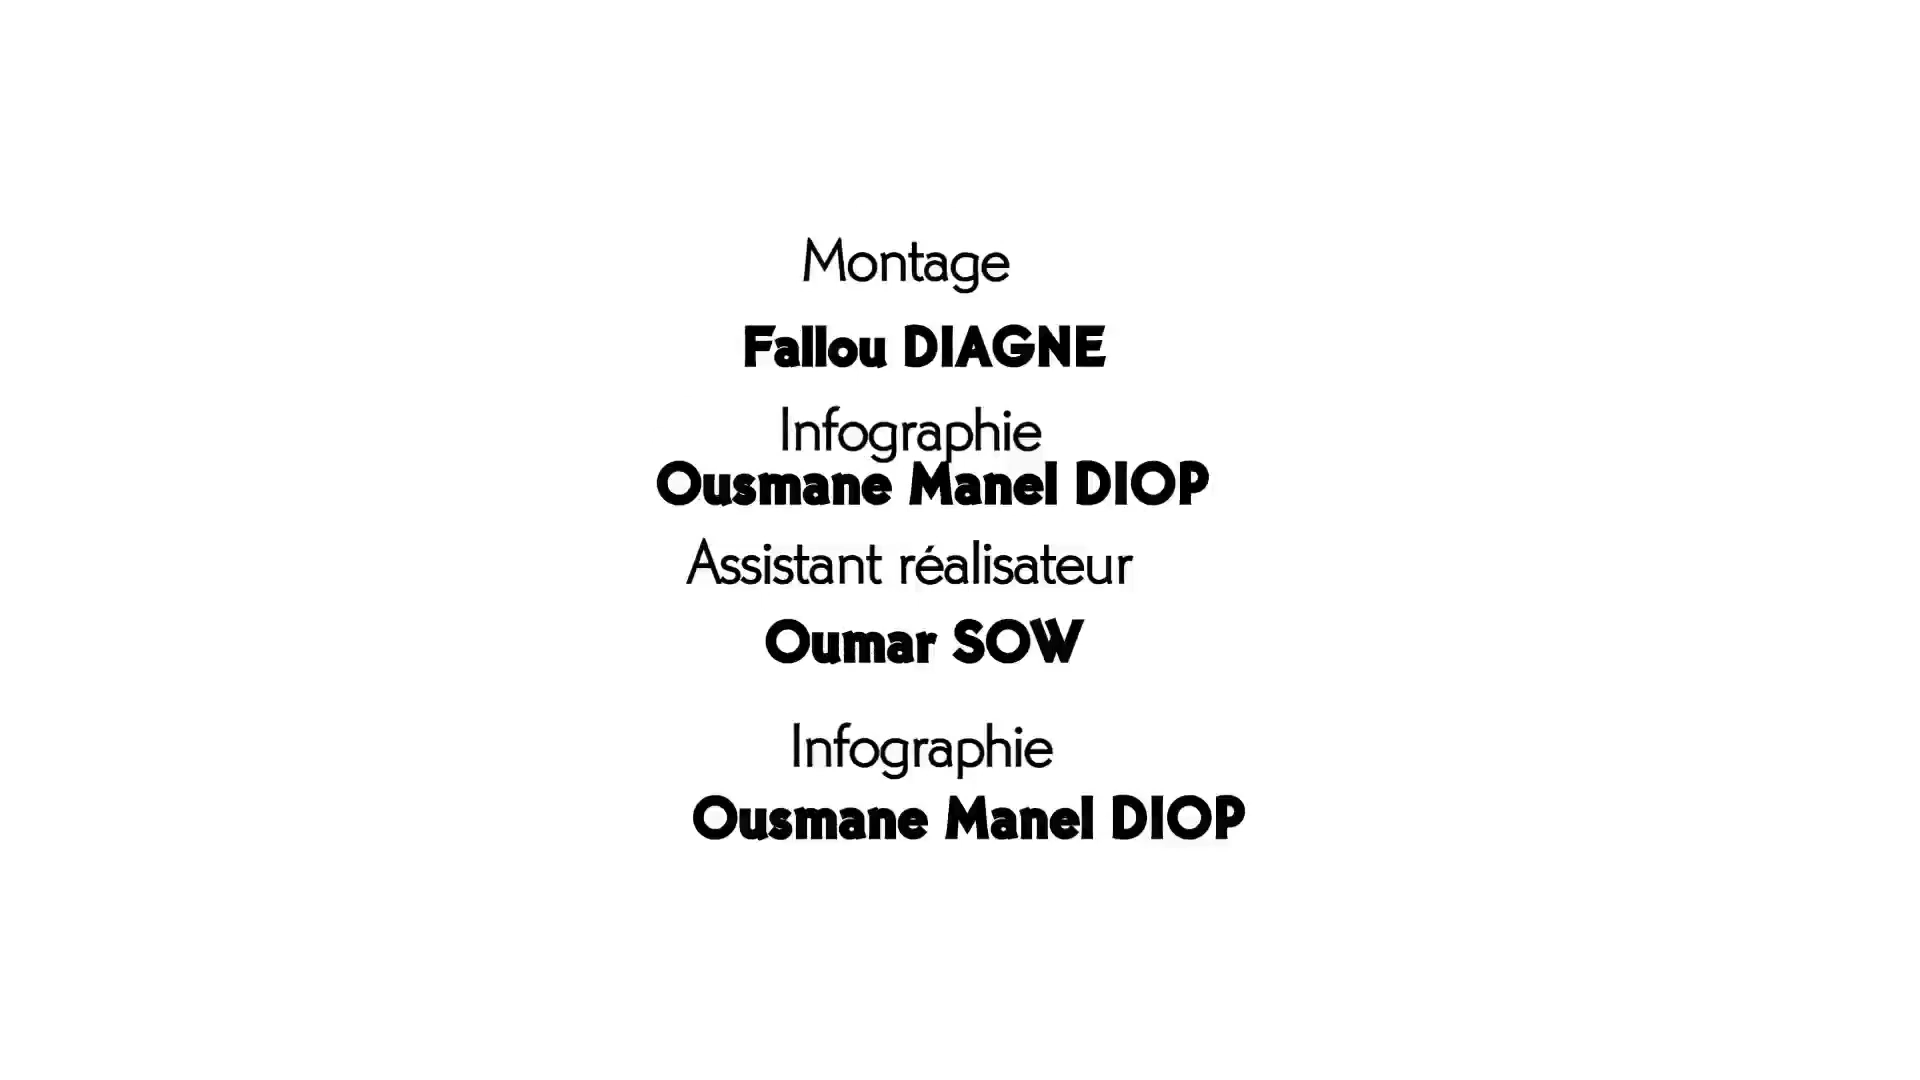 Montage
Fallou DIAGNE
Infographie
Ousmane Manel DIOP
Assistant réalisateur
Oumar SOW
Infographie
Ousmane Manel DIOP